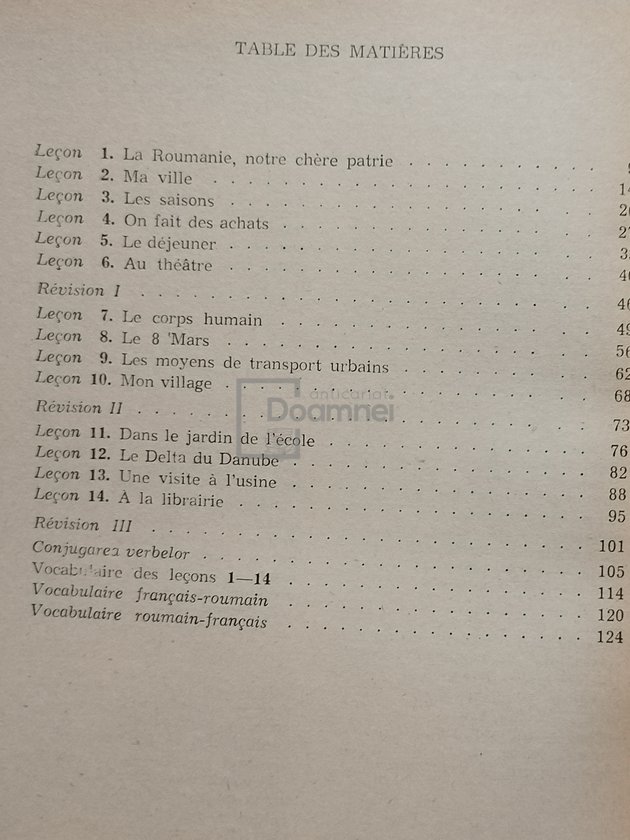 TABLE DES MATIÈRES
Leçon 1. La Roumanie, notre chère patrie . . . . . . . . . .
Leçon 2. Ma ville . . . . . . . . . . . . . . . . . . 14
Leçon 3. Les saisons . . . . . . . . . . . . . . . . . 20
Leçon 4. On fait des achats . . . . . . . . . . . . . . 27
Leçon 5. Le déjeuner . . . . . . . . . . . . . . . . .
Leçon 6. Au théâtre . . . . . . . . . . . . . . . . . 40
Révision I . . . . . . . . . . . . . . . . . . . . . 46
Leçon 7. Le corps humain . . . . . . . . . . . . . . . 49
Leçon 8. Le 8 Mars . . . . . . . . . . . . . . . . . 56
Leçon 9. Les moyens de transport urbains . . . . . . . . . 62
Leçon 10. Mon village . . . . . . . . . . . . . . . . 68
anticariat
Doamnei
Révision II . . . . . . . . . . . . . . . . . . . . . 73
Leçon 11. Dans le jardin de l'école . . . . . . . . . . . . 76
Leçon 12. Le Delta du Danube . . . . . . . . . . . . . . 82
Leçon 13. Une visite à l'usine . . . . . . . . . . . . . . 88
Leçon 14. À la librairie . . . . . . . . . . . . . . . . 95
Révision III . . . . . . . . . . . . . . . . . . . . 101
Conjugarea verbelor . . . . . . . . . . . . . . . . . 105
Vocabulaire des leçons 1—14 . . . . . . . . . . . . . . 114
Vocabulaire français-roumain . . . . . . . . . . . . . . 120
Vocabulaire roumain-français . . . . . . . . . . . . . . 124